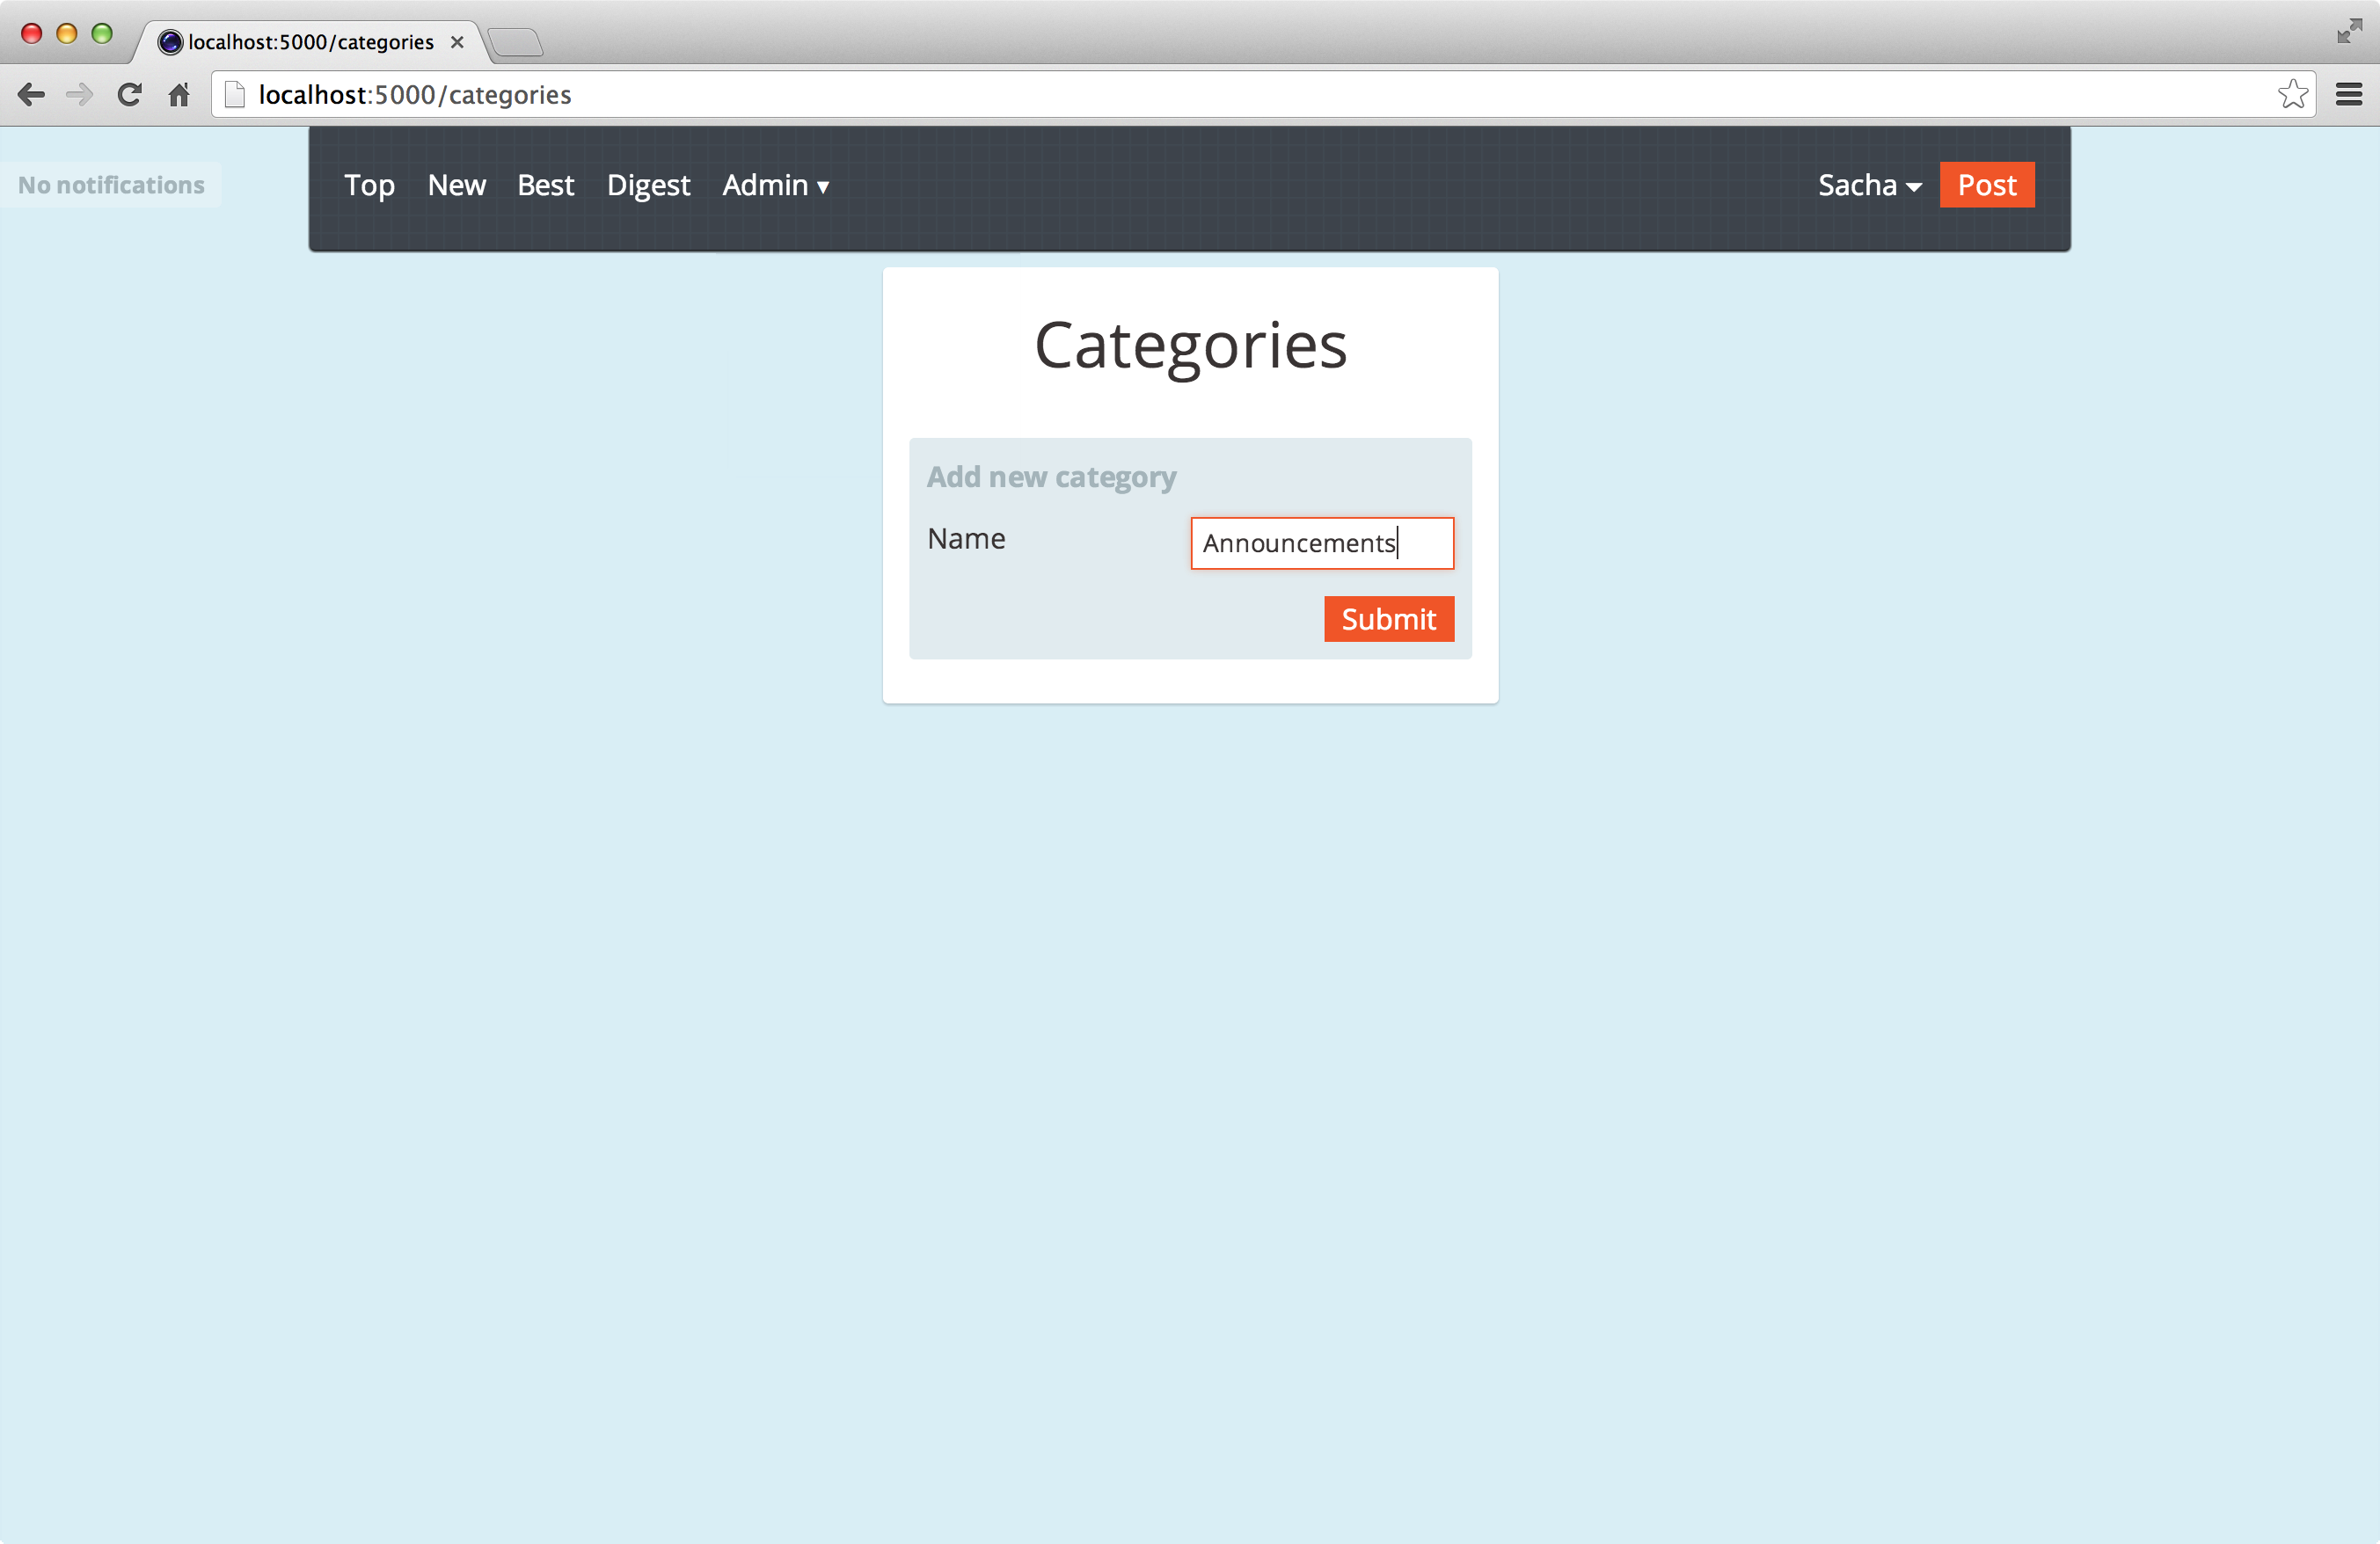 localhost:5000/categories
localhost:5000/categories
No notifications
Top New Best Digest Admin ▾ Sacha Post
Categories
Add new category
Name Announcements
Submit